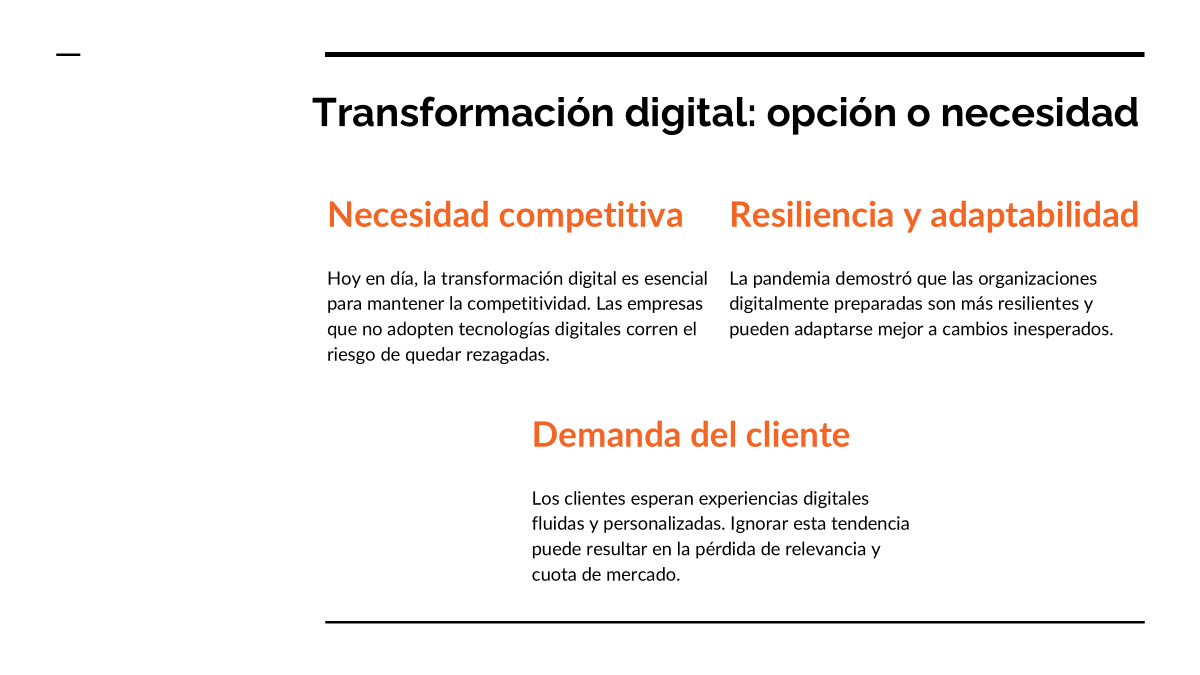 Transformación digital: opción o necesidad
Necesidad competitiva
Hoy en día, la transformación digital es esencial
para mantener la competitividad. Las empresas
que no adopten tecnologías digitales corren el
riesgo de quedar rezagadas.
Resiliencia y adaptabilidad
La pandemia demostró que las organizaciones
digitalmente preparadas son más resilientes y
pueden adaptarse mejor a cambios inesperados.
Demanda del cliente
Los clientes esperan experiencias digitales
fluidas y personalizadas. Ignorar esta tendencia
puede resultar en la pérdida de relevancia y
cuota de mercado.